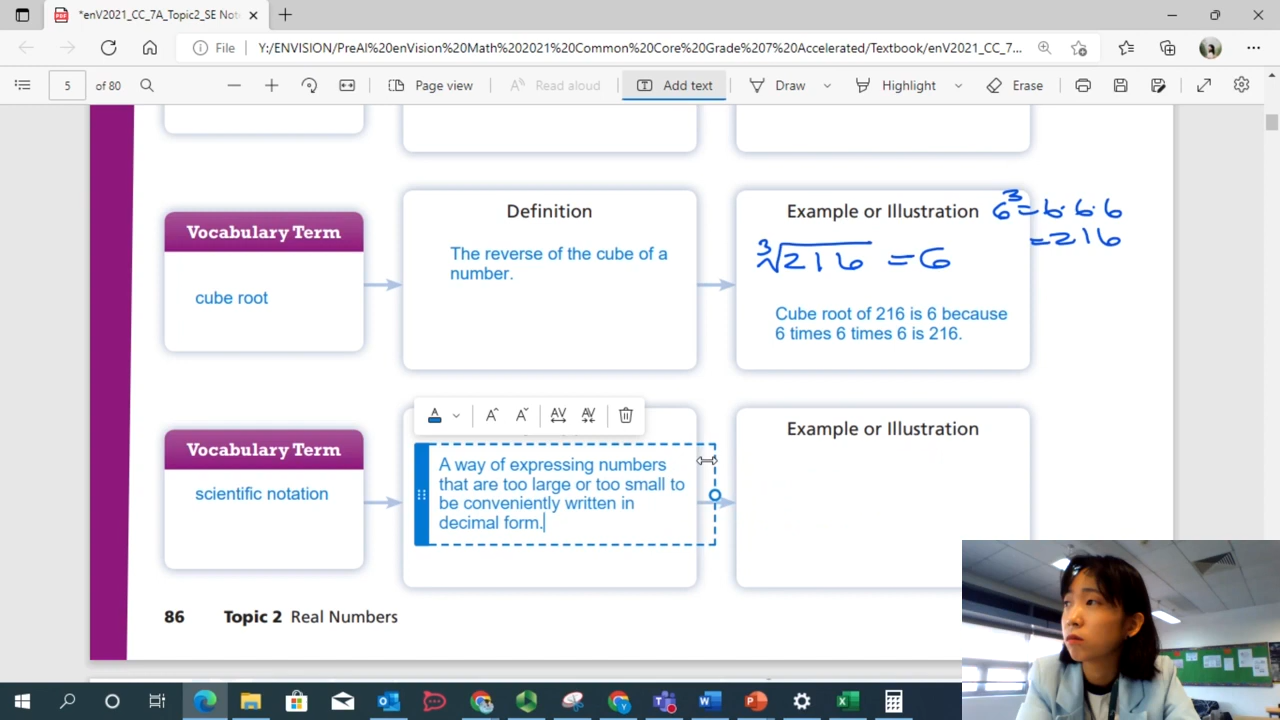 *enV2021_CC_7A_Topic2_SE Not
File
Y:/ENVISION/PreAI%20enVision%20Math%202021%20Common%20Core%20Grade%207%20Accelerated/Textbook/enV2021_CC_7...
5 of 80
Page view
Read aloud
Add text
Draw
Highlight
Erase
Vocabulary Term
cube root
Definition
The reverse of the cube of a
number.
Example or Illustration
6³ = 6·6·6
= 216
∛216 = 6
Cube root of 216 is 6 because
6 times 6 times 6 is 216.
Vocabulary Term
scientific notation
A way of expressing numbers
that are too large or too small to
be conveniently written in
decimal form.
Example or Illustration
86 Topic 2 Real Numbers